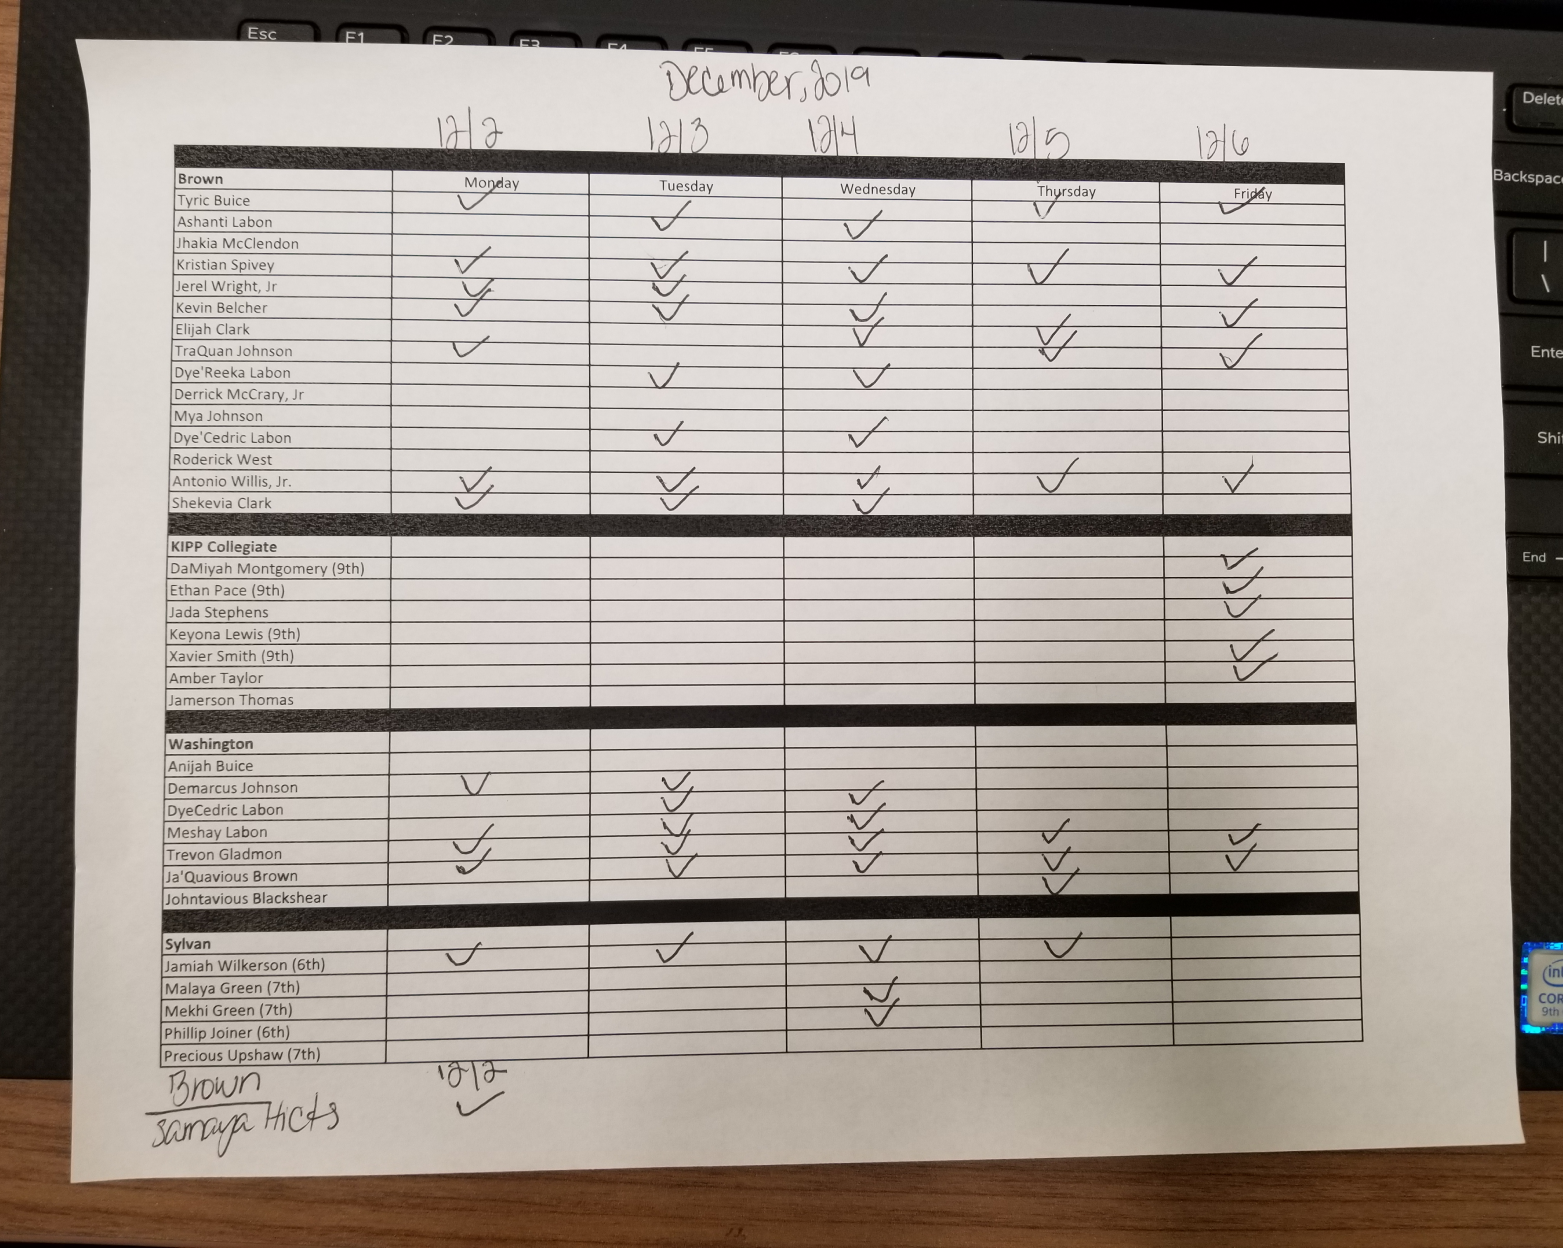 Esc F1 F2 F3 F4 F5 F6
December, 2019
12/2 12/3 12/4 12/5 12/6
Brown Monday Tuesday Wednesday Thursday Friday
Tyric Buice ✓ ✓ ✓
Ashanti Labon ✓ ✓
Jhakia McClendon
Kristian Spivey ✓ ✓ ✓ ✓ ✓
Jerel Wright, Jr ✓ ✓
Kevin Belcher ✓ ✓ ✓ ✓
Elijah Clark ✓ ✓
TraQuan Johnson ✓ ✓ ✓
Dye'Reeka Labon ✓ ✓
Derrick McCrary, Jr
Mya Johnson
Dye'Cedric Labon ✓ ✓
Roderick West
Antonio Willis, Jr. ✓ ✓ ✓ ✓ ✓
Shekevia Clark ✓ ✓ ✓
KIPP Collegiate
DaMiyah Montgomery (9th) ✓
Ethan Pace (9th) ✓
Jada Stephens ✓
Keyona Lewis (9th)
Xavier Smith (9th) ✓
Amber Taylor ✓
Jamerson Thomas
Washington
Anijah Buice
Demarcus Johnson ✓ ✓
DyeCedric Labon ✓ ✓
Meshay Labon ✓ ✓
Trevon Gladmon ✓ ✓ ✓ ✓ ✓
Ja'Quavious Brown ✓ ✓ ✓ ✓ ✓
Johntavious Blackshear ✓
Sylvan
Jamiah Wilkerson (6th) ✓ ✓ ✓ ✓
Malaya Green (7th) ✓
Mekhi Green (7th) ✓
Phillip Joiner (6th)
Precious Upshaw (7th)
Brown 12/2
Samaya Hicks ✓
Delete
Backspace
|
\
Enter
Shift
End
intel
CORE
9th